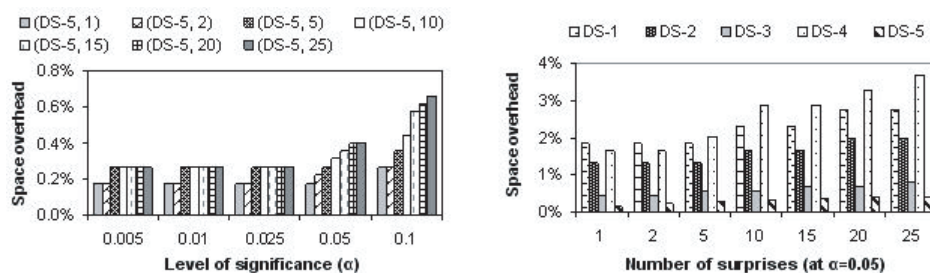 (DS-5, 1) (DS-5, 2) (DS-5, 5) (DS-5, 10)
(DS-5, 15) (DS-5, 20) (DS-5, 25)
Space overhead
0.8%
0.6%
0.4%
0.2%
0.0%
0.005 0.01 0.025 0.05 0.1
Level of significance (α)
DS-1 DS-2 DS-3 DS-4 DS-5
Space overhead
4%
3%
2%
1%
0%
1 2 5 10 15 20 25
Number of surprises (at α=0.05)